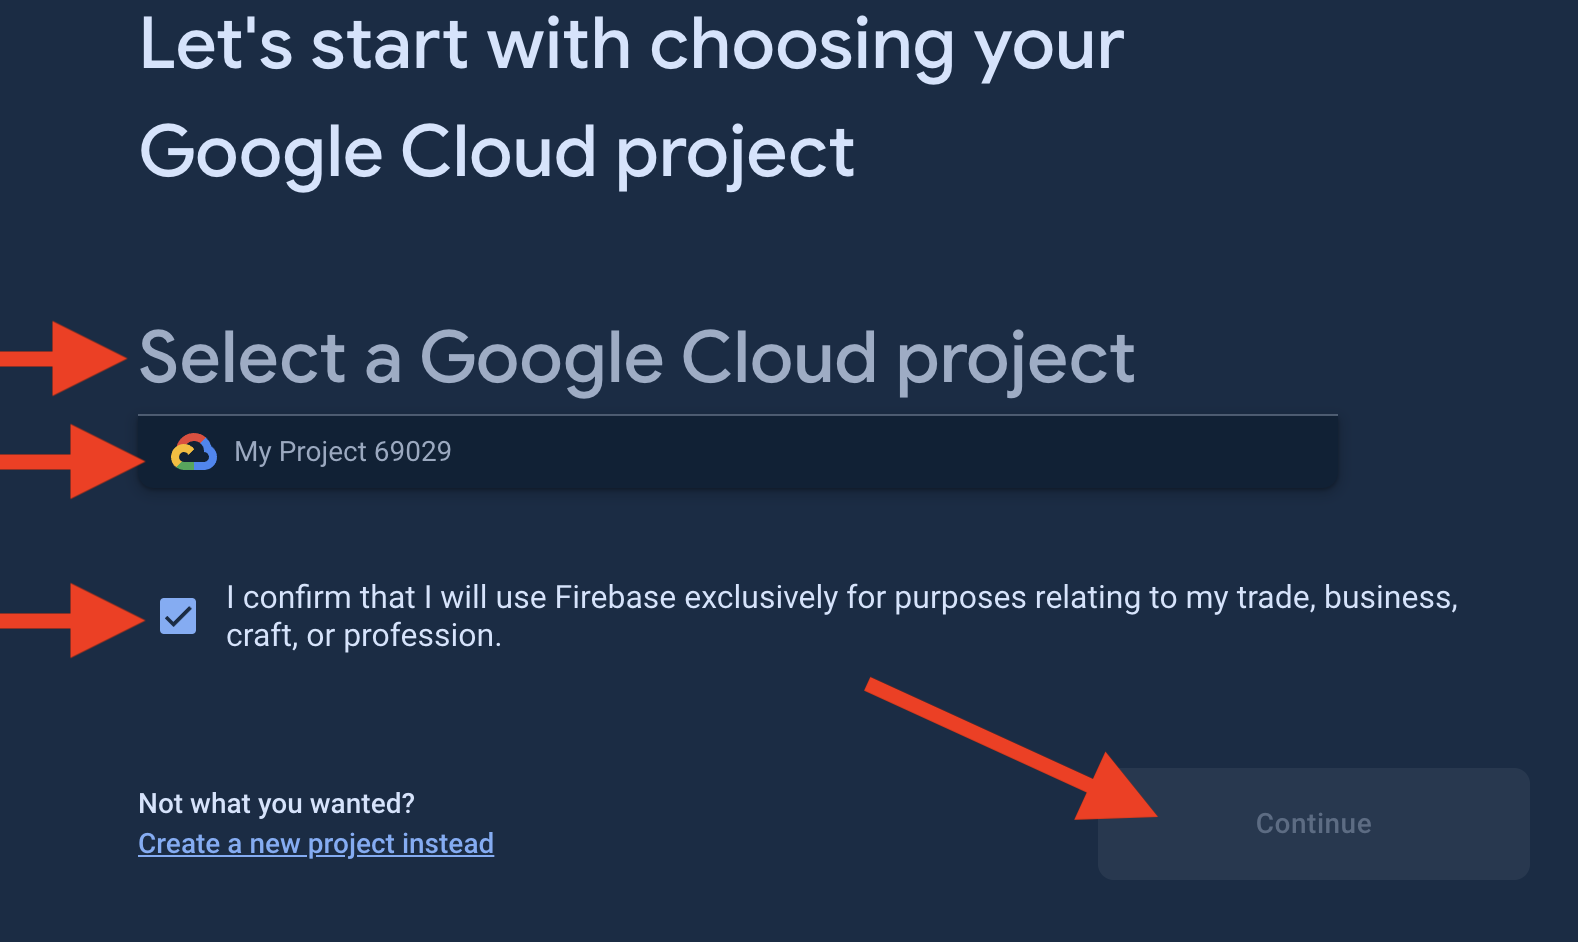 Let's start with choosing your
Google Cloud project
Select a Google Cloud project
My Project 69029
I confirm that I will use Firebase exclusively for purposes relating to my trade, business,
craft, or profession.
Not what you wanted?
Create a new project instead
Continue